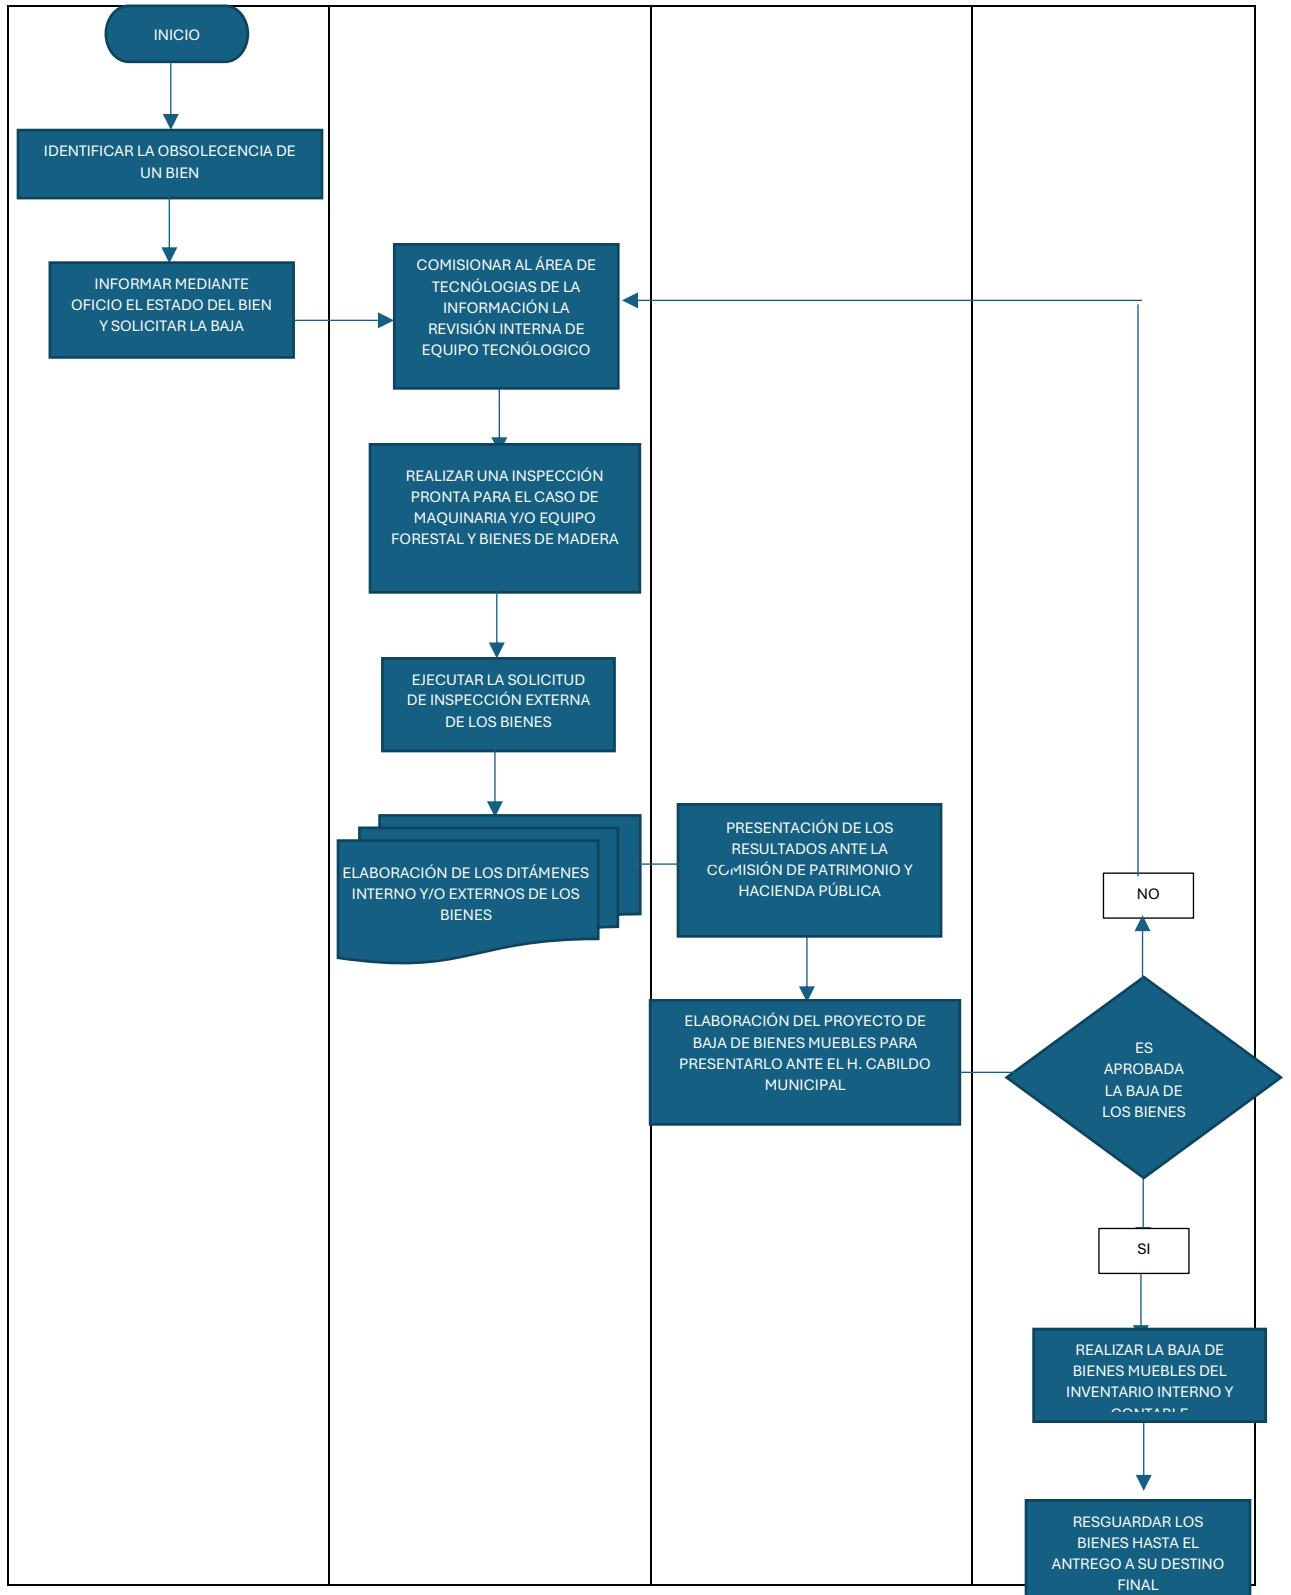 INICIO
IDENTIFICAR LA OBSOLECENCIA DE
UN BIEN
INFORMAR MEDIANTE
OFICIO EL ESTADO DEL BIEN
Y SOLICITAR LA BAJA
COMISIONAR AL ÁREA DE
TECNÓLOGIAS DE LA
INFORMACIÓN LA
REVISIÓN INTERNA DE
EQUIPO TECNÓLOGICO
REALIZAR UNA INSPECCIÓN
PRONTA PARA EL CASO DE
MAQUINARIA Y/O EQUIPO
FORESTAL Y BIENES DE MADERA
EJECUTAR LA SOLICITUD
DE INSPECCIÓN EXTERNA
DE LOS BIENES
ELABORACIÓN DE LOS DITÁMENES
INTERNO Y/O EXTERNOS DE LOS
BIENES
PRESENTACIÓN DE LOS
RESULTADOS ANTE LA
COMISIÓN DE PATRIMONIO Y
HACIENDA PÚBLICA
ELABORACIÓN DEL PROYECTO DE
BAJA DE BIENES MUEBLES PARA
PRESENTARLO ANTE EL H. CABILDO
MUNICIPAL
NO
ES
APROBADA
LA BAJA DE
LOS BIENES
SI
REALIZAR LA BAJA DE
BIENES MUEBLES DEL
INVENTARIO INTERNO Y
CONTABLE
RESGUARDAR LOS
BIENES HASTA EL
ANTREGO A SU DESTINO
FINAL